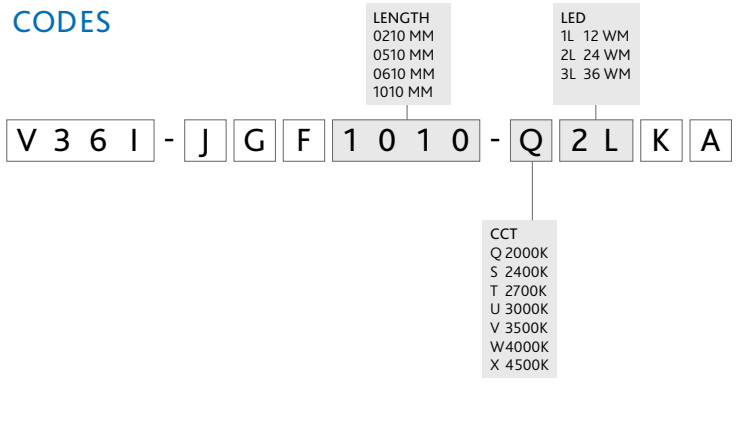 CODES
LENGTH
0210 MM
0510 MM
0610 MM
1010 MM
LED
1L 12 WM
2L 24 WM
3L 36 WM
V 3 6 I - J G F 1 0 1 0 - Q 2 L K A
CCT
Q 2000K
S 2400K
T 2700K
U 3000K
V 3500K
W4000K
X 4500K